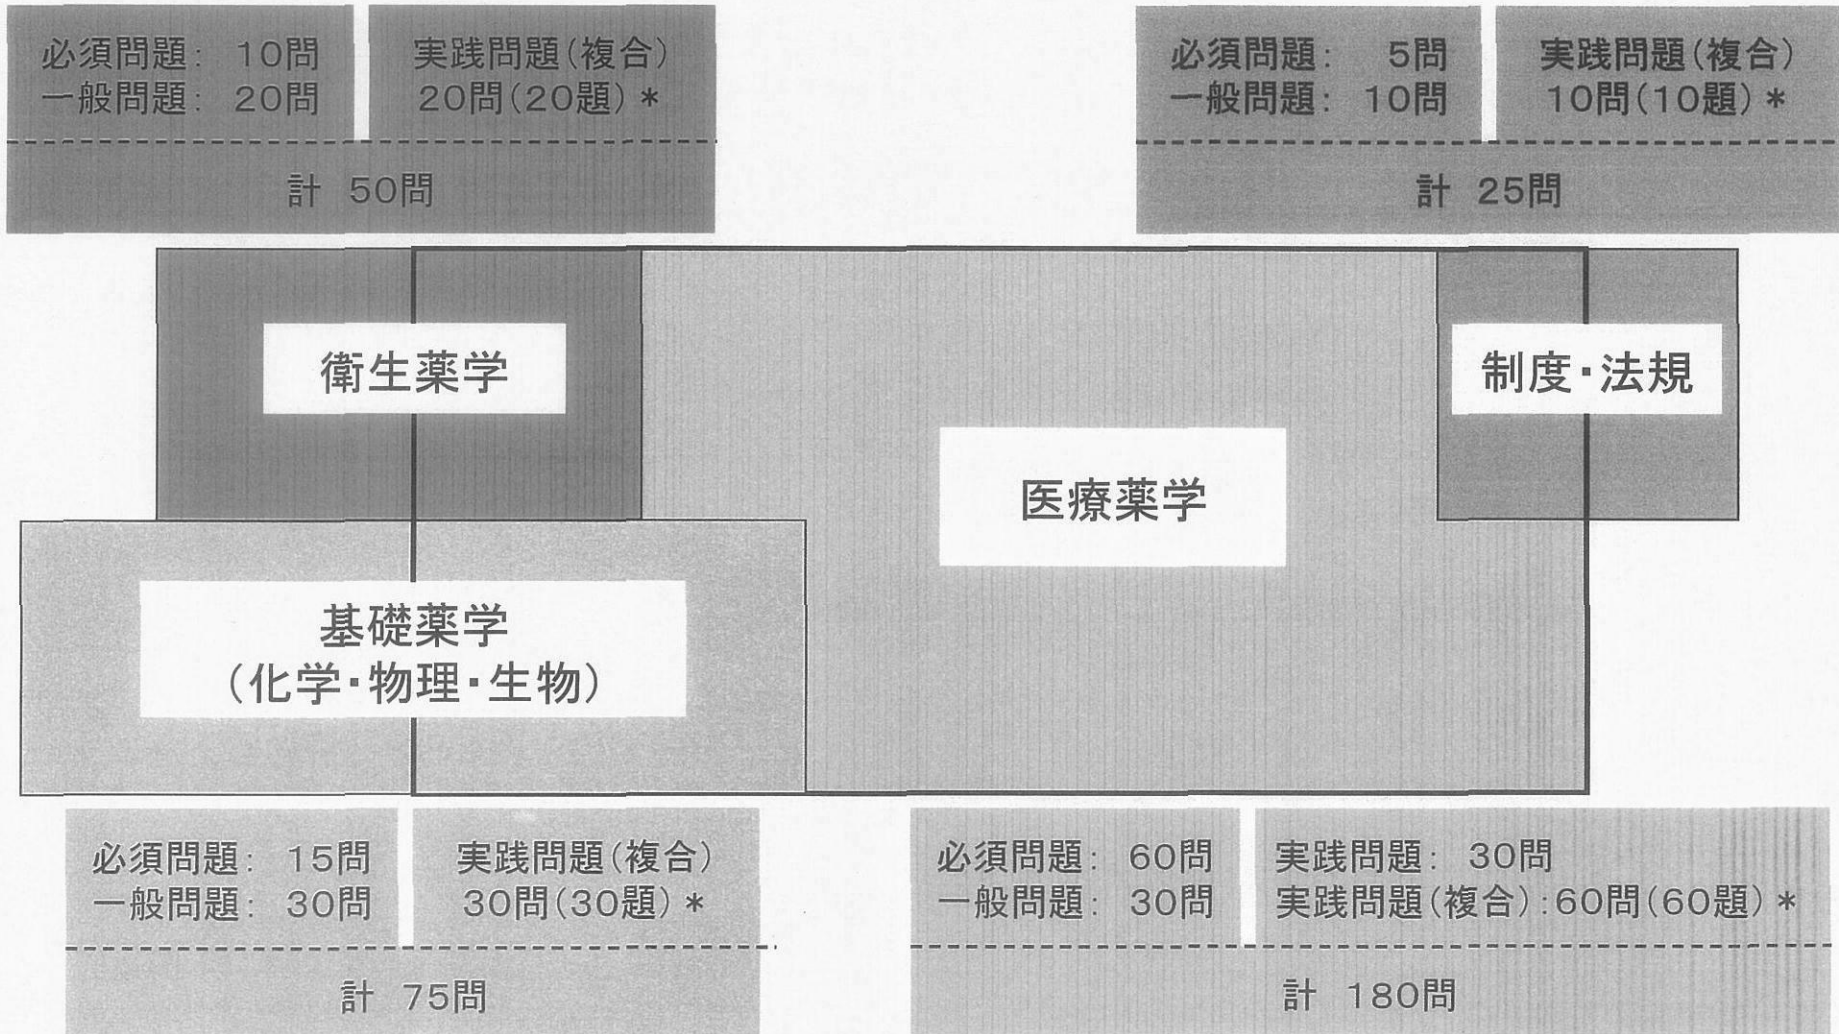 必須問題: 10問
一般問題: 20問
実践問題(複合)
20問(20題)*
計 50問
必須問題: 5問
一般問題: 10問
実践問題(複合)
10問(10題)*
計 25問
衛生薬学
制度・法規
医療薬学
基礎薬学
(化学・物理・生物)
必須問題: 15問
一般問題: 30問
実践問題(複合)
30問(30題)*
計 75問
必須問題: 60問
一般問題: 30問
実践問題: 30問
実践問題(複合):60問(60題)*
計 180問